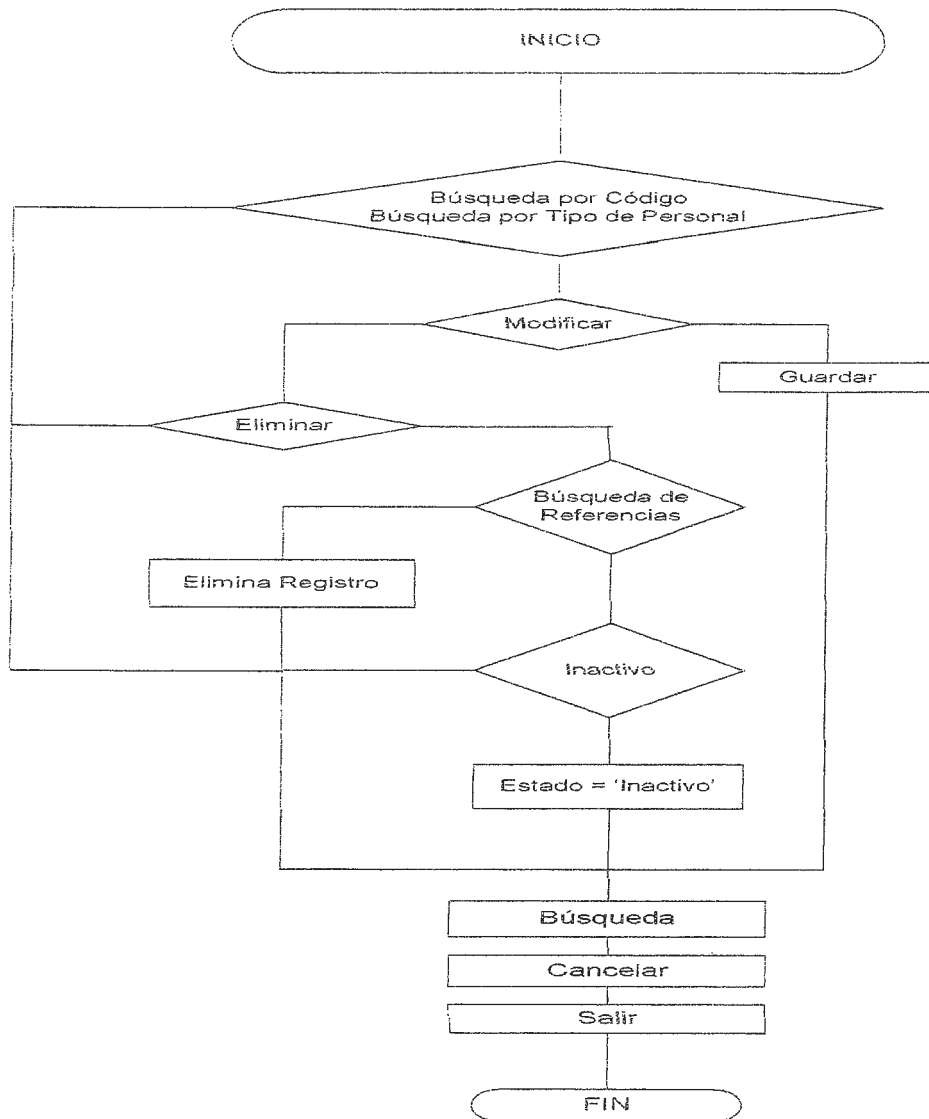 INICIO
Búsqueda por Código
Búsqueda por Tipo de Personal
Modificar
Guardar
Eliminar
Búsqueda de
Referencias
Elimina Registro
Inactivo
Estado = 'Inactivo'
Búsqueda
Cancelar
Salir
FIN